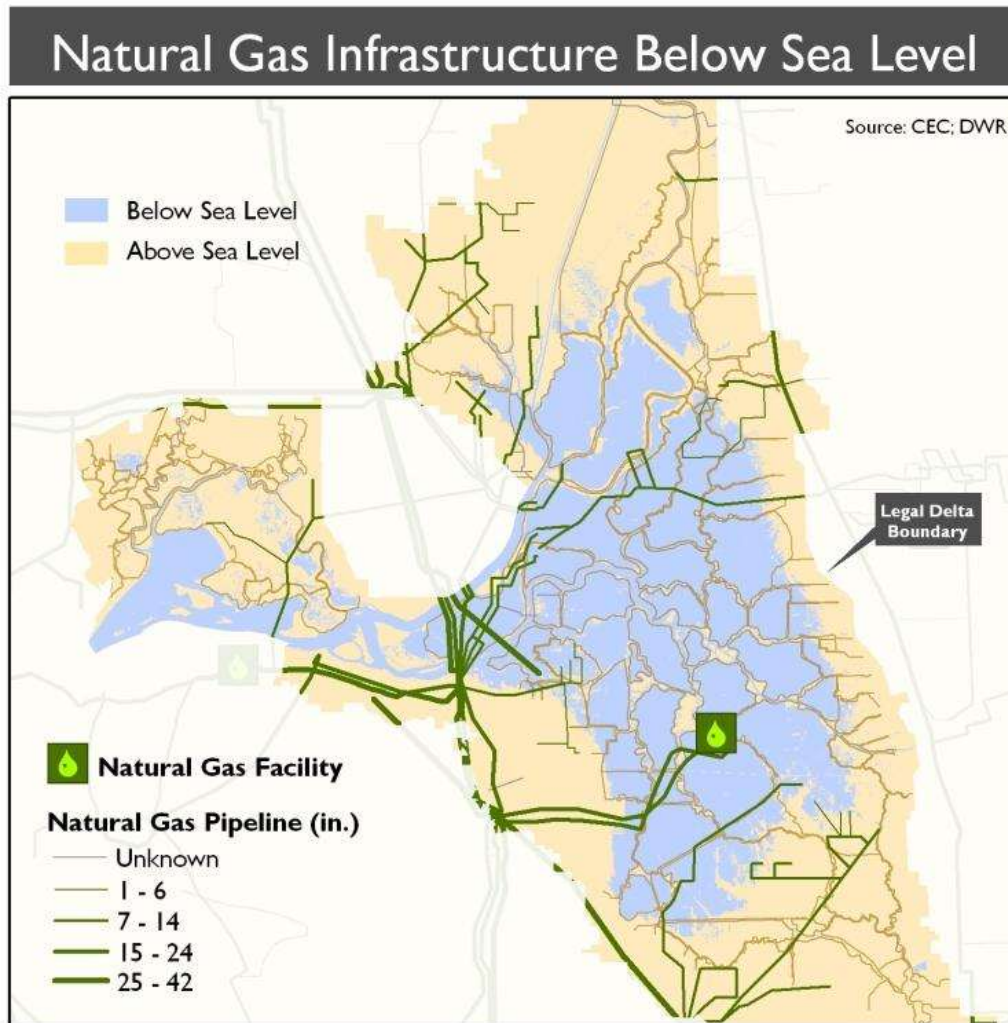 Natural Gas Infrastructure Below Sea Level
Source: CEC; DWR
Below Sea Level
Above Sea Level
Legal Delta
Boundary
Natural Gas Facility
Natural Gas Pipeline (in.)
Unknown
1 - 6
7 - 14
15 - 24
25 - 42